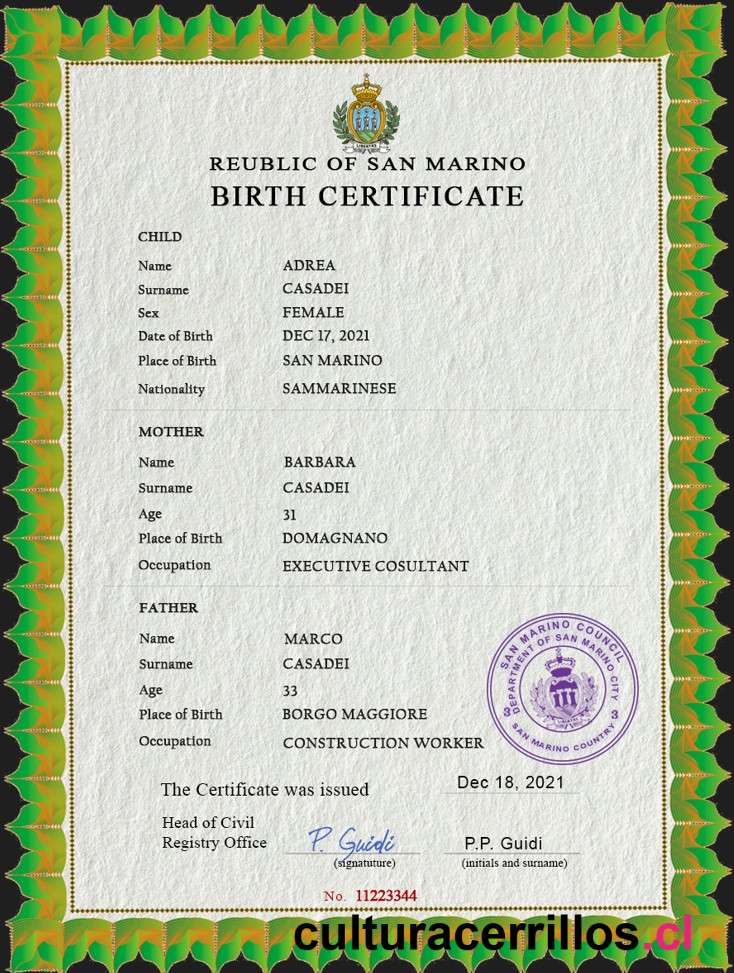 LIBERTAS
REUBLIC OF SAN MARINO
BIRTH CERTIFICATE
CHILD
Name ADREA
Surname CASADEI
Sex FEMALE
Date of Birth DEC 17, 2021
Place of Birth SAN MARINO
Nationality SAMMARINESE
MOTHER
Name BARBARA
Surname CASADEI
Age 31
Place of Birth DOMAGNANO
Occupation EXECUTIVE COSULTANT
FATHER
Name MARCO
Surname CASADEI
Age 33
Place of Birth BORGO MAGGIORE
Occupation CONSTRUCTION WORKER
SAN MARINO COUNCIL
DEPARTMENT OF SAN MARINO CITY
3 3
SAN MARINO COUNTRY
The Certificate was issued Dec 18, 2021
Head of Civil
Registry Office P. Guidi P.P. Guidi
(signatuture) (initials and surname)
No. 11223344
culturacerrillos.cl